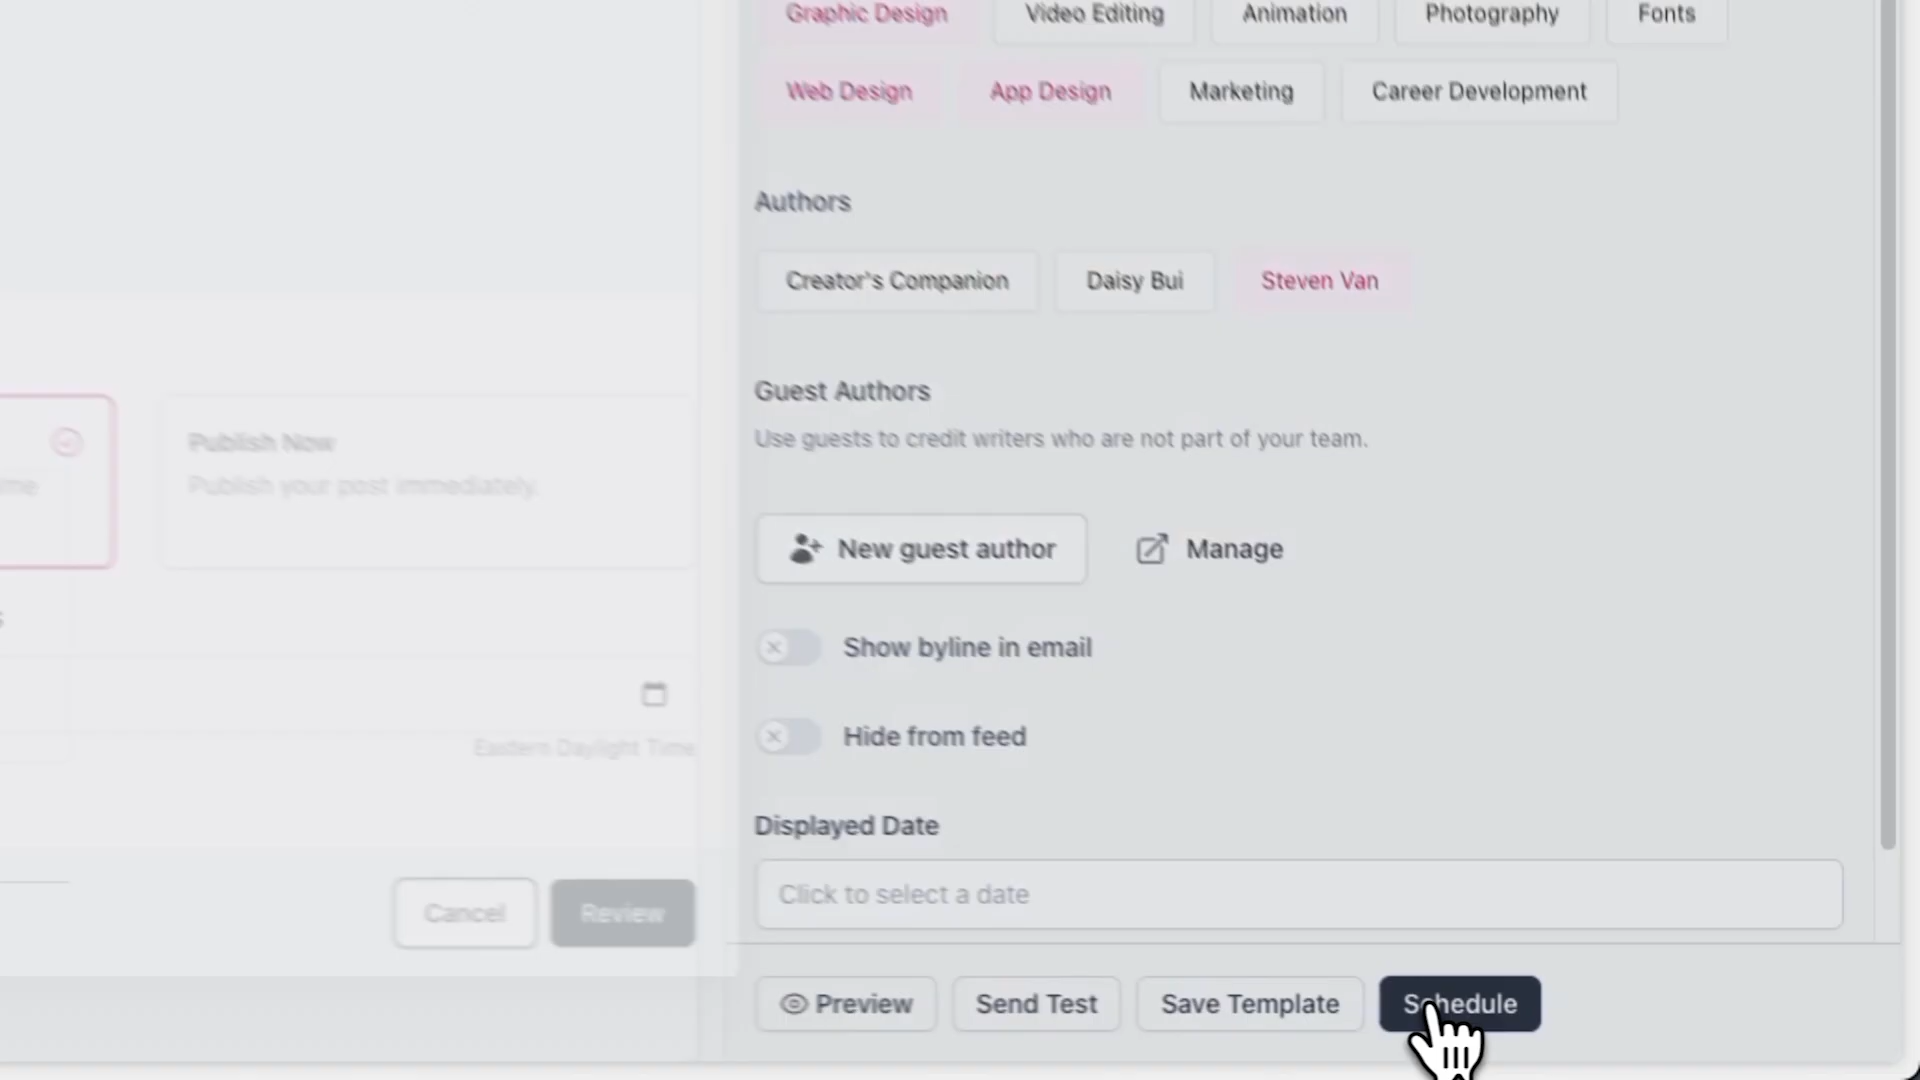 Graphic Design Video Editing Animation Photography Fonts
Web Design App Design Marketing Career Development
Authors
Creator's Companion Daisy Bui Steven Van
Guest Authors
Use guests to credit writers who are not part of your team.
New guest author Manage
Show byline in email
Hide from feed
Displayed Date
Click to select a date
Preview Send Test Save Template Schedule
Publish Now
Publish your post immediately.
Eastern Daylight Time
Cancel Review